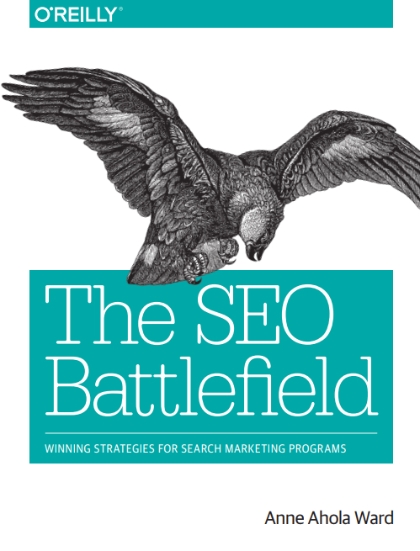 O'REILLY®
The SEO
Battlefield
WINNING STRATEGIES FOR SEARCH MARKETING PROGRAMS
Anne Ahola Ward